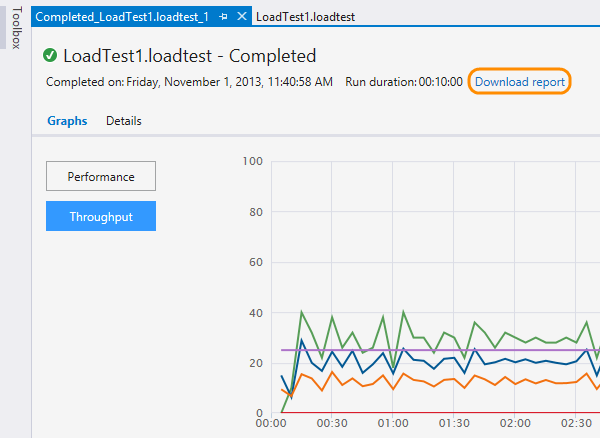 Toolbox
Completed_LoadTest1.loadtest_1 LoadTest1.loadtest
LoadTest1.loadtest - Completed
Completed on: Friday, November 1, 2013, 11:40:58 AM Run duration: 00:10:00 Download report
Graphs Details
Performance
Throughput
100
80
60
40
20
0
00:00 00:30 01:00 01:30 02:00 02:30